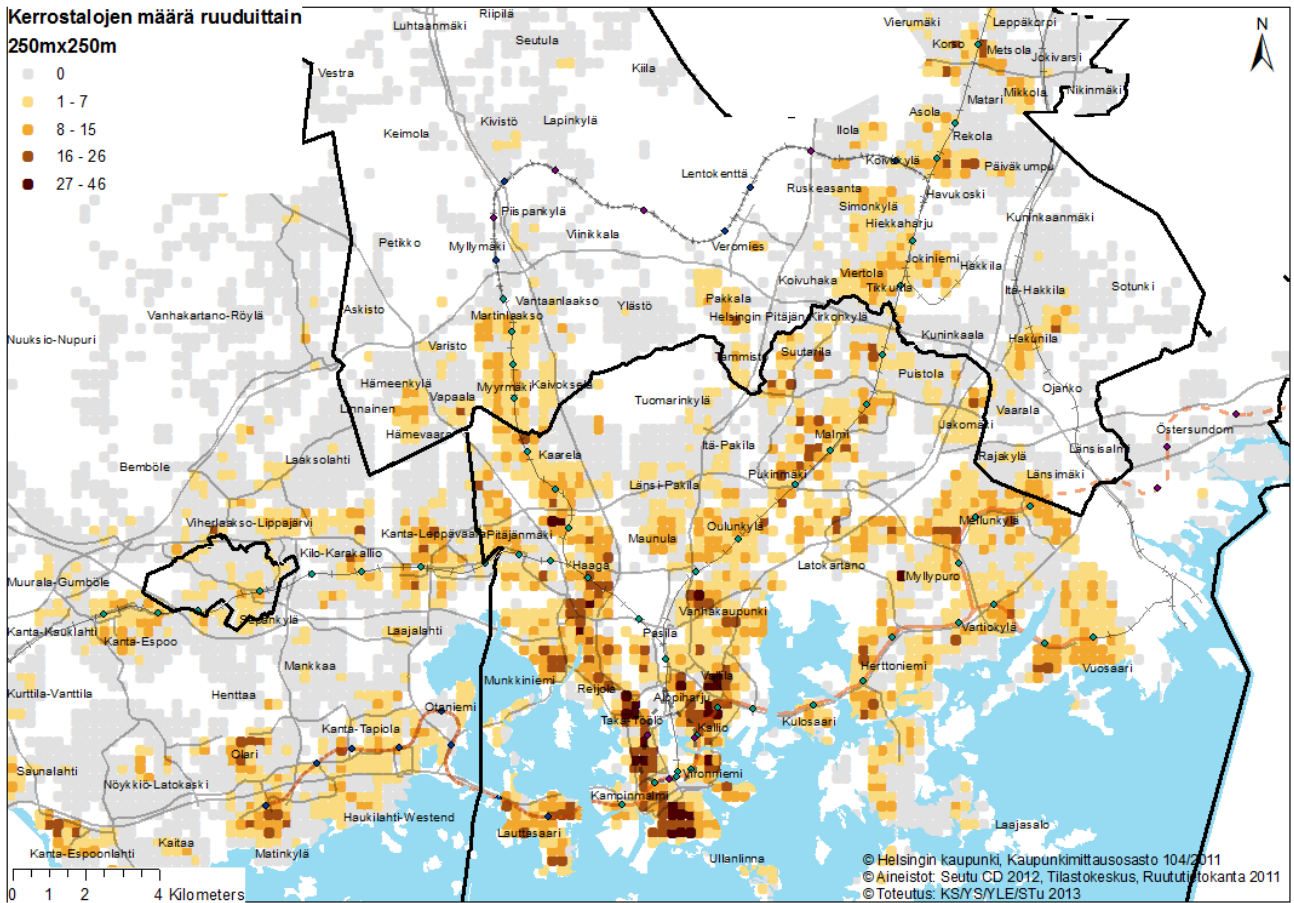 Kerrostalojen määrä ruuduittain
250mx250m
0
1 - 7
8 - 15
16 - 26
27 - 46
N
Riipilä
Luhtaanmäki
Seutula
Vestra
Kiila
Vierumäki
Leppäkorpi
Korso
Metsola
Jokivarsi
Mikkola
Nikinmäki
Matari
Keimola
Kivistö
Lapinkylä
Ilola
Asola
Rekola
Koivukylä
Päiväkumpu
Lentokenttä
Ruskeasanta
Havukoski
Simonkylä
Piispankylä
Kuninkaanmäki
Viinikkala
Hiekkaharju
Petikko
Myllymäki
Veromies
Jokiniemi
Hakkila
Koivuhaka
Viertola
Tikkurila
Itä-Hakkila
Sotunki
Vantaanlaakso
Ylästö
Pakkala
Vanhakartano-Röylä
Askisto
Martinlaakso
Helsingin Pitäjän Kirkonkylä
Kuninkaala
Nuuksio-Nupuri
Varisto
Hakunila
Tammisto
Suutarila
Puistola
Hämeenkylä
Myyrmäki
Kaivoksela
Ojanko
Vapaala
Tuomarinkylä
Linnainen
Vaarala
Hämevaara
Malmi
Jakomäki
Östersundom
Itä-Pakila
Länsisalmi
Kaarela
Laaksolahti
Rajakylä
Bemböle
Pukinmäki
Länsimäki
Länsi-Pakila
Viherlaakso-Lippajärvi
Mellunkylä
Kanta-Leppävaara
Pitäjänmäki
Oulunkylä
Maunula
Kilo-Karakallio
Haaga
Latokartano
Muurala-Gumböle
Myllypuro
Vanhakaupunki
Sepänkylä
Kanta-Kauklahti
Laajalahti
Pasila
Vartiokylä
Kanta-Espoo
Mankkaa
Herttoniemi
Vuosaari
Munkkiniemi
Vallila
Kurttila-Vanttila
Henttaa
Reijola
Alppiharju
Otaniemi
Taka-Töölö
Kulosaari
Kanta-Tapiola
Kallio
Olari
Saunalahti
Vironniemi
Nöykkiö-Latokaski
Kampinmalmi
Haukilahti-Westend
Laajasalo
Lauttasaari
Kaitaa
Kanta-Espoonlahti
Matinkylä
Ullanlinna
© Helsingin kaupunki, Kaupunkimittausosasto 104/2011
© Aineistot: Seutu CD 2012, Tilastokeskus, Ruututietokanta 2011
© Toteutus: KS/YS/YLE/STu 2013
0 1 2 4 Kilometers